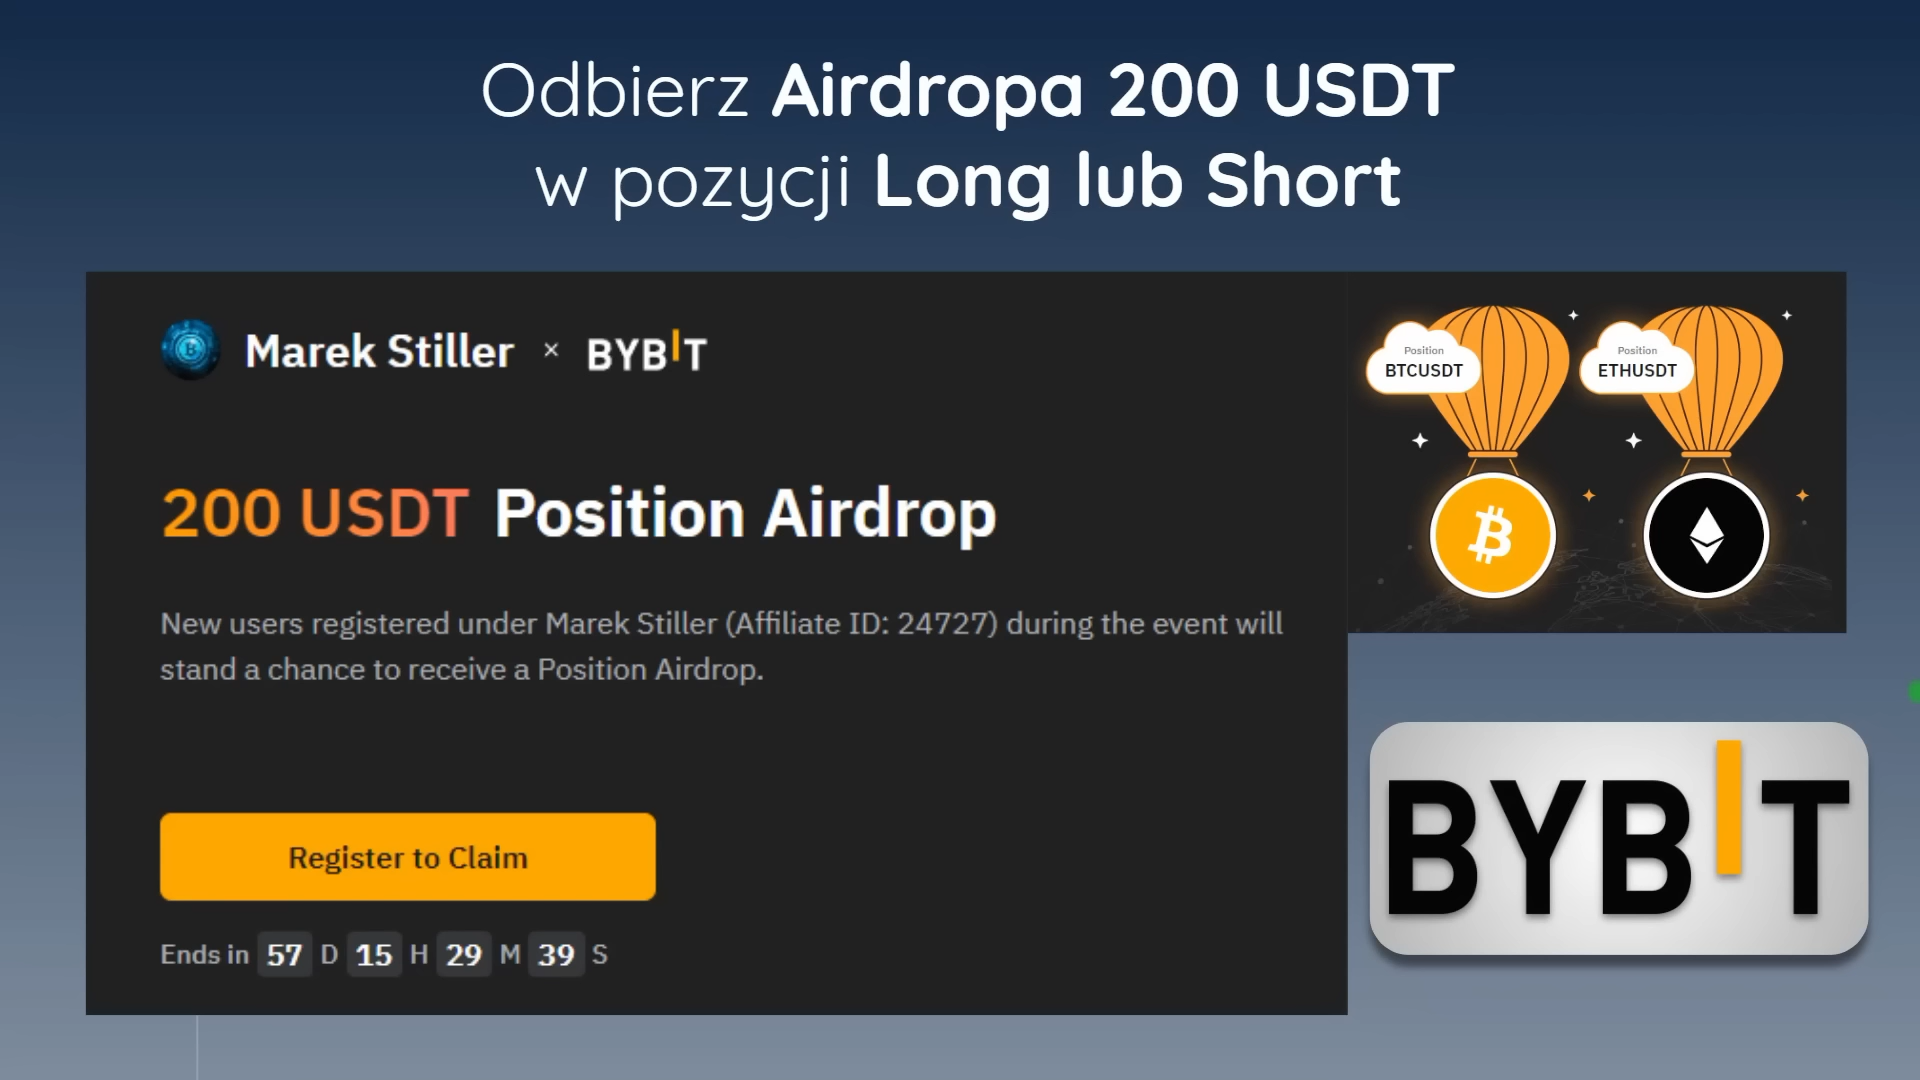 Odbierz Airdropa 200 USDT
w pozycji Long lub Short
Marek Stiller × BYBIT
200 USDT Position Airdrop
New users registered under Marek Stiller (Affiliate ID: 24727) during the event will
stand a chance to receive a Position Airdrop.
Register to Claim
Ends in 57 D 15 H 29 M 39 S
Position
BTCUSDT
Position
ETHUSDT
BYBIT